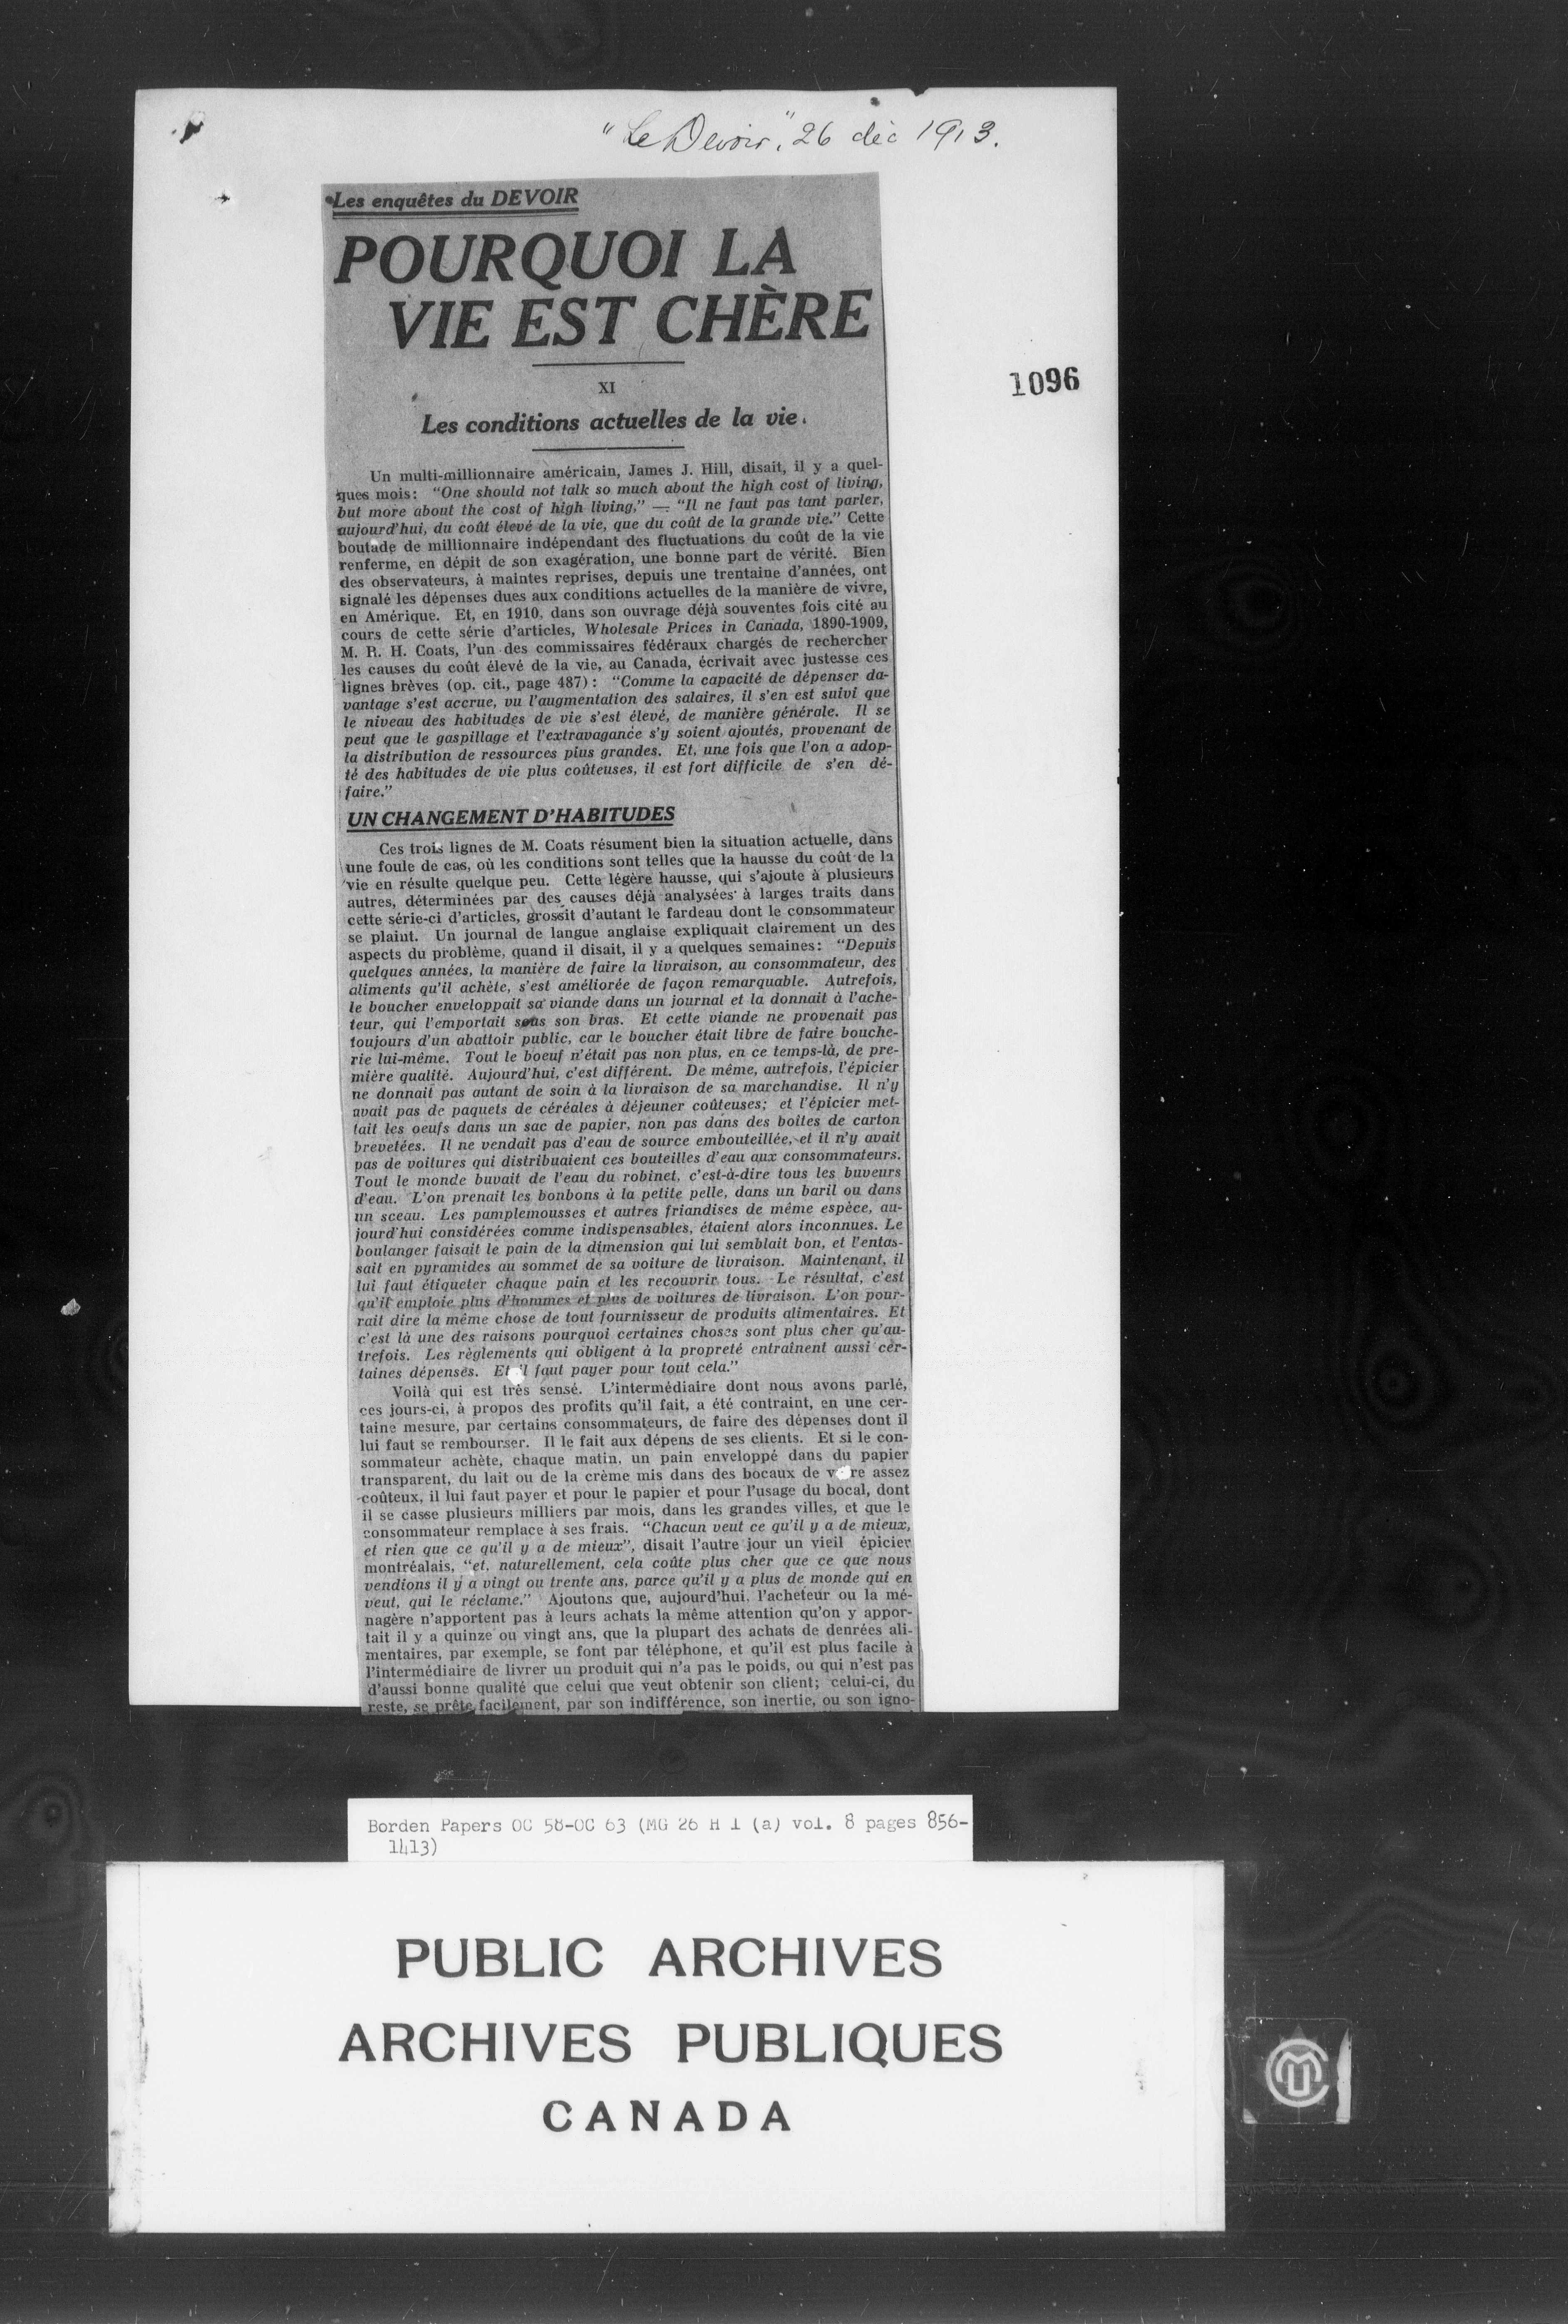 "Le Devoir", 26 déc 1913.
Les enquêtes du DEVOIR
POURQUOI LA
VIE EST CHÈRE
1096
XI
Les conditions actuelles de la vie.
Un multi-millionnaire américain, James J. Hill, disait, il y a quel-
ques mois: "One should not talk so much about the high cost of living,
but more about the cost of high living," — "Il ne faut pas tant parler,
aujourd'hui, du coût élevé de la vie, que du coût de la grande vie." Cette
boutade de millionnaire indépendant des fluctuations du coût de la vie
renferme, en dépit de son exagération, une bonne part de vérité. Bien
des observateurs, à maintes reprises, depuis une trentaine d'années, ont
signalé les dépenses dues aux conditions actuelles de la manière de vivre,
en Amérique. Et, en 1910, dans son ouvrage déjà souventes fois cité au
cours de cette série d'articles, Wholesale Prices in Canada, 1890-1909,
M. R. H. Coats, l'un des commissaires fédéraux chargés de rechercher
les causes du coût élevé de la vie, au Canada, écrivait avec justesse ces
lignes brèves (op. cit., page 487): "Comme la capacité de dépenser da-
vantage s'est accrue, vu l'augmentation des salaires, il s'en est suivi que
le niveau des habitudes de vie s'est élevé, de manière générale. Il se
peut que le gaspillage et l'extravagance s'y soient ajoutés, provenant de
la distribution de ressources plus grandes. Et, une fois que l'on a adop-
té des habitudes de vie plus coûteuses, il est fort difficile de s'en dé-
faire."
UN CHANGEMENT D'HABITUDES
Ces trois lignes de M. Coats résument bien la situation actuelle, dans
une foule de cas, où les conditions sont telles que la hausse du coût de la
vie en résulte quelque peu. Cette légère hausse, qui s'ajoute à plusieurs
autres, déterminées par des causes déjà analysées à larges traits dans
cette série-ci d'articles, grossit d'autant le fardeau dont le consommateur
se plaint. Un journal de langue anglaise expliquait clairement un des
aspects du problème, quand il disait, il y a quelques semaines: "Depuis
quelques années, la manière de faire la livraison, au consommateur, des
aliments qu'il achète, s'est améliorée de façon remarquable. Autrefois,
le boucher enveloppait sa viande dans un journal et la donnait à l'ache-
teur, qui l'emportait sous son bras. Et cette viande ne provenait pas
toujours d'un abattoir public, car le boucher était libre de faire bouche-
rie lui-même. Tout le boeuf n'était pas non plus, en ce temps-là, de pre-
mière qualité. Aujourd'hui, c'est différent. De même, autrefois, l'épicier
ne donnait pas autant de soin à la livraison de sa marchandise. Il n'y
avait pas de paquets de céréales à déjeuner coûteuses; et l'épicier met-
tait les oeufs dans un sac de papier, non pas dans des boîtes de carton
brevetées. Il ne vendait pas d'eau de source embouteillée, et il n'y avait
pas de voitures qui distribuaient ces bouteilles d'eau aux consommateurs.
Tout le monde buvait de l'eau du robinet, c'est-à-dire tous les buveurs
d'eau. L'on prenait les bonbons à la petite pelle, dans un baril ou dans
un sceau. Les pamplemousses et autres friandises de même espèce, au-
jourd'hui considérées comme indispensables, étaient alors inconnues. Le
boulanger faisait le pain de la dimension qui lui semblait bon, et l'entas-
sait en pyramides au sommet de sa voiture de livraison. Maintenant, il
lui faut étiqueter chaque pain et les recouvrir tous. Le résultat, c'est
qu'il emploie plus d'hommes et plus de voitures de livraison. L'on pour-
rait dire la même chose de tout fournisseur de produits alimentaires. Et
c'est là une des raisons pourquoi certaines choses sont plus cher qu'au-
trefois. Les règlements qui obligent à la propreté entraînent aussi cer-
taines dépenses. Et il faut payer pour tout cela."
Voilà qui est très sensé. L'intermédiaire dont nous avons parlé,
ces jours-ci, à propos des profits qu'il fait, a été contraint, en une cer-
taine mesure, par certains consommateurs, de faire des dépenses dont il
lui faut se rembourser. Il le fait aux dépens de ses clients. Et si le con-
sommateur achète, chaque matin, un pain enveloppé dans du papier
transparent, du lait ou de la crème mis dans des bocaux de verre assez
coûteux, il lui faut payer et pour le papier et pour l'usage du bocal, dont
il se casse plusieurs milliers par mois, dans les grandes villes, et que le
consommateur remplace à ses frais. "Chacun veut ce qu'il y a de mieux,
et rien que ce qu'il y a de mieux", disait l'autre jour un vieil épicier
montréalais, "et, naturellement, cela coûte plus cher que ce que nous
vendions il y a vingt ou trente ans, parce qu'il y a plus de monde qui en
veut, qui le réclame." Ajoutons que, aujourd'hui, l'acheteur ou la mé-
nagère n'apportent pas à leurs achats la même attention qu'on y appor-
tait il y a quinze ou vingt ans, que la plupart des achats de denrées ali-
mentaires, par exemple, se font par téléphone, et qu'il est plus facile à
l'intermédiaire de livrer un produit qui n'a pas le poids, ou qui n'est pas
d'aussi bonne qualité que celui que veut obtenir son client; celui-ci, du
reste, se prête facilement, par son indifférence, son inertie, ou son igno-
Borden Papers OC 58-OC 63 (MG 26 H 1 (a) vol. 8 pages 856-
1413)
PUBLIC ARCHIVES
ARCHIVES PUBLIQUES
CANADA